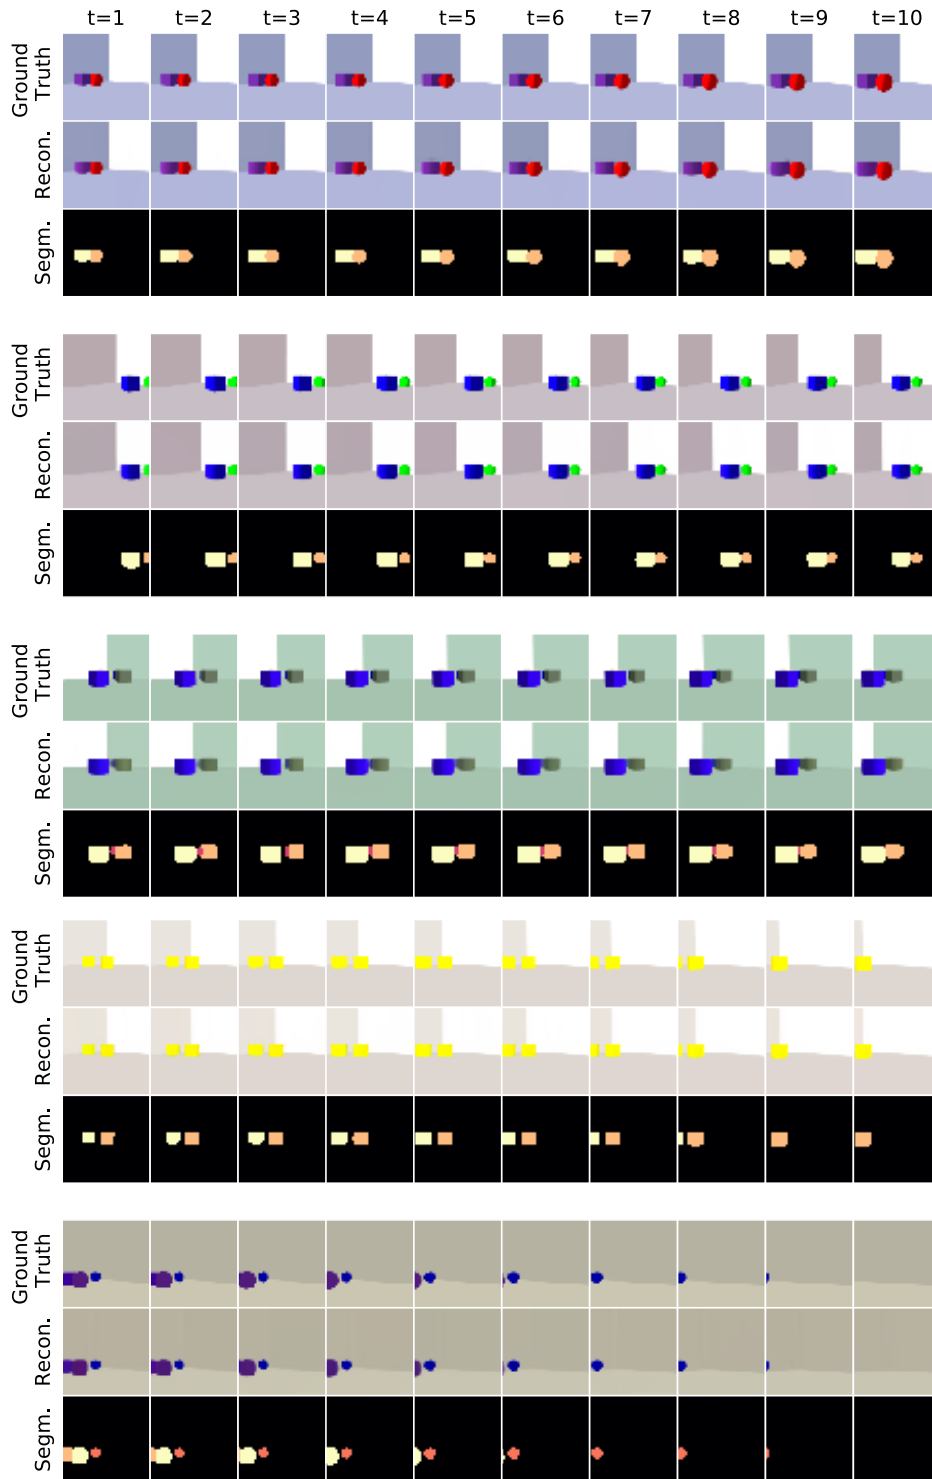 t=1 t=2 t=3 t=4 t=5 t=6 t=7 t=8 t=9 t=10
Ground
Truth
Recon.
Segm.
Ground
Truth
Recon.
Segm.
Ground
Truth
Recon.
Segm.
Ground
Truth
Recon.
Segm.
Ground
Truth
Recon.
Segm.